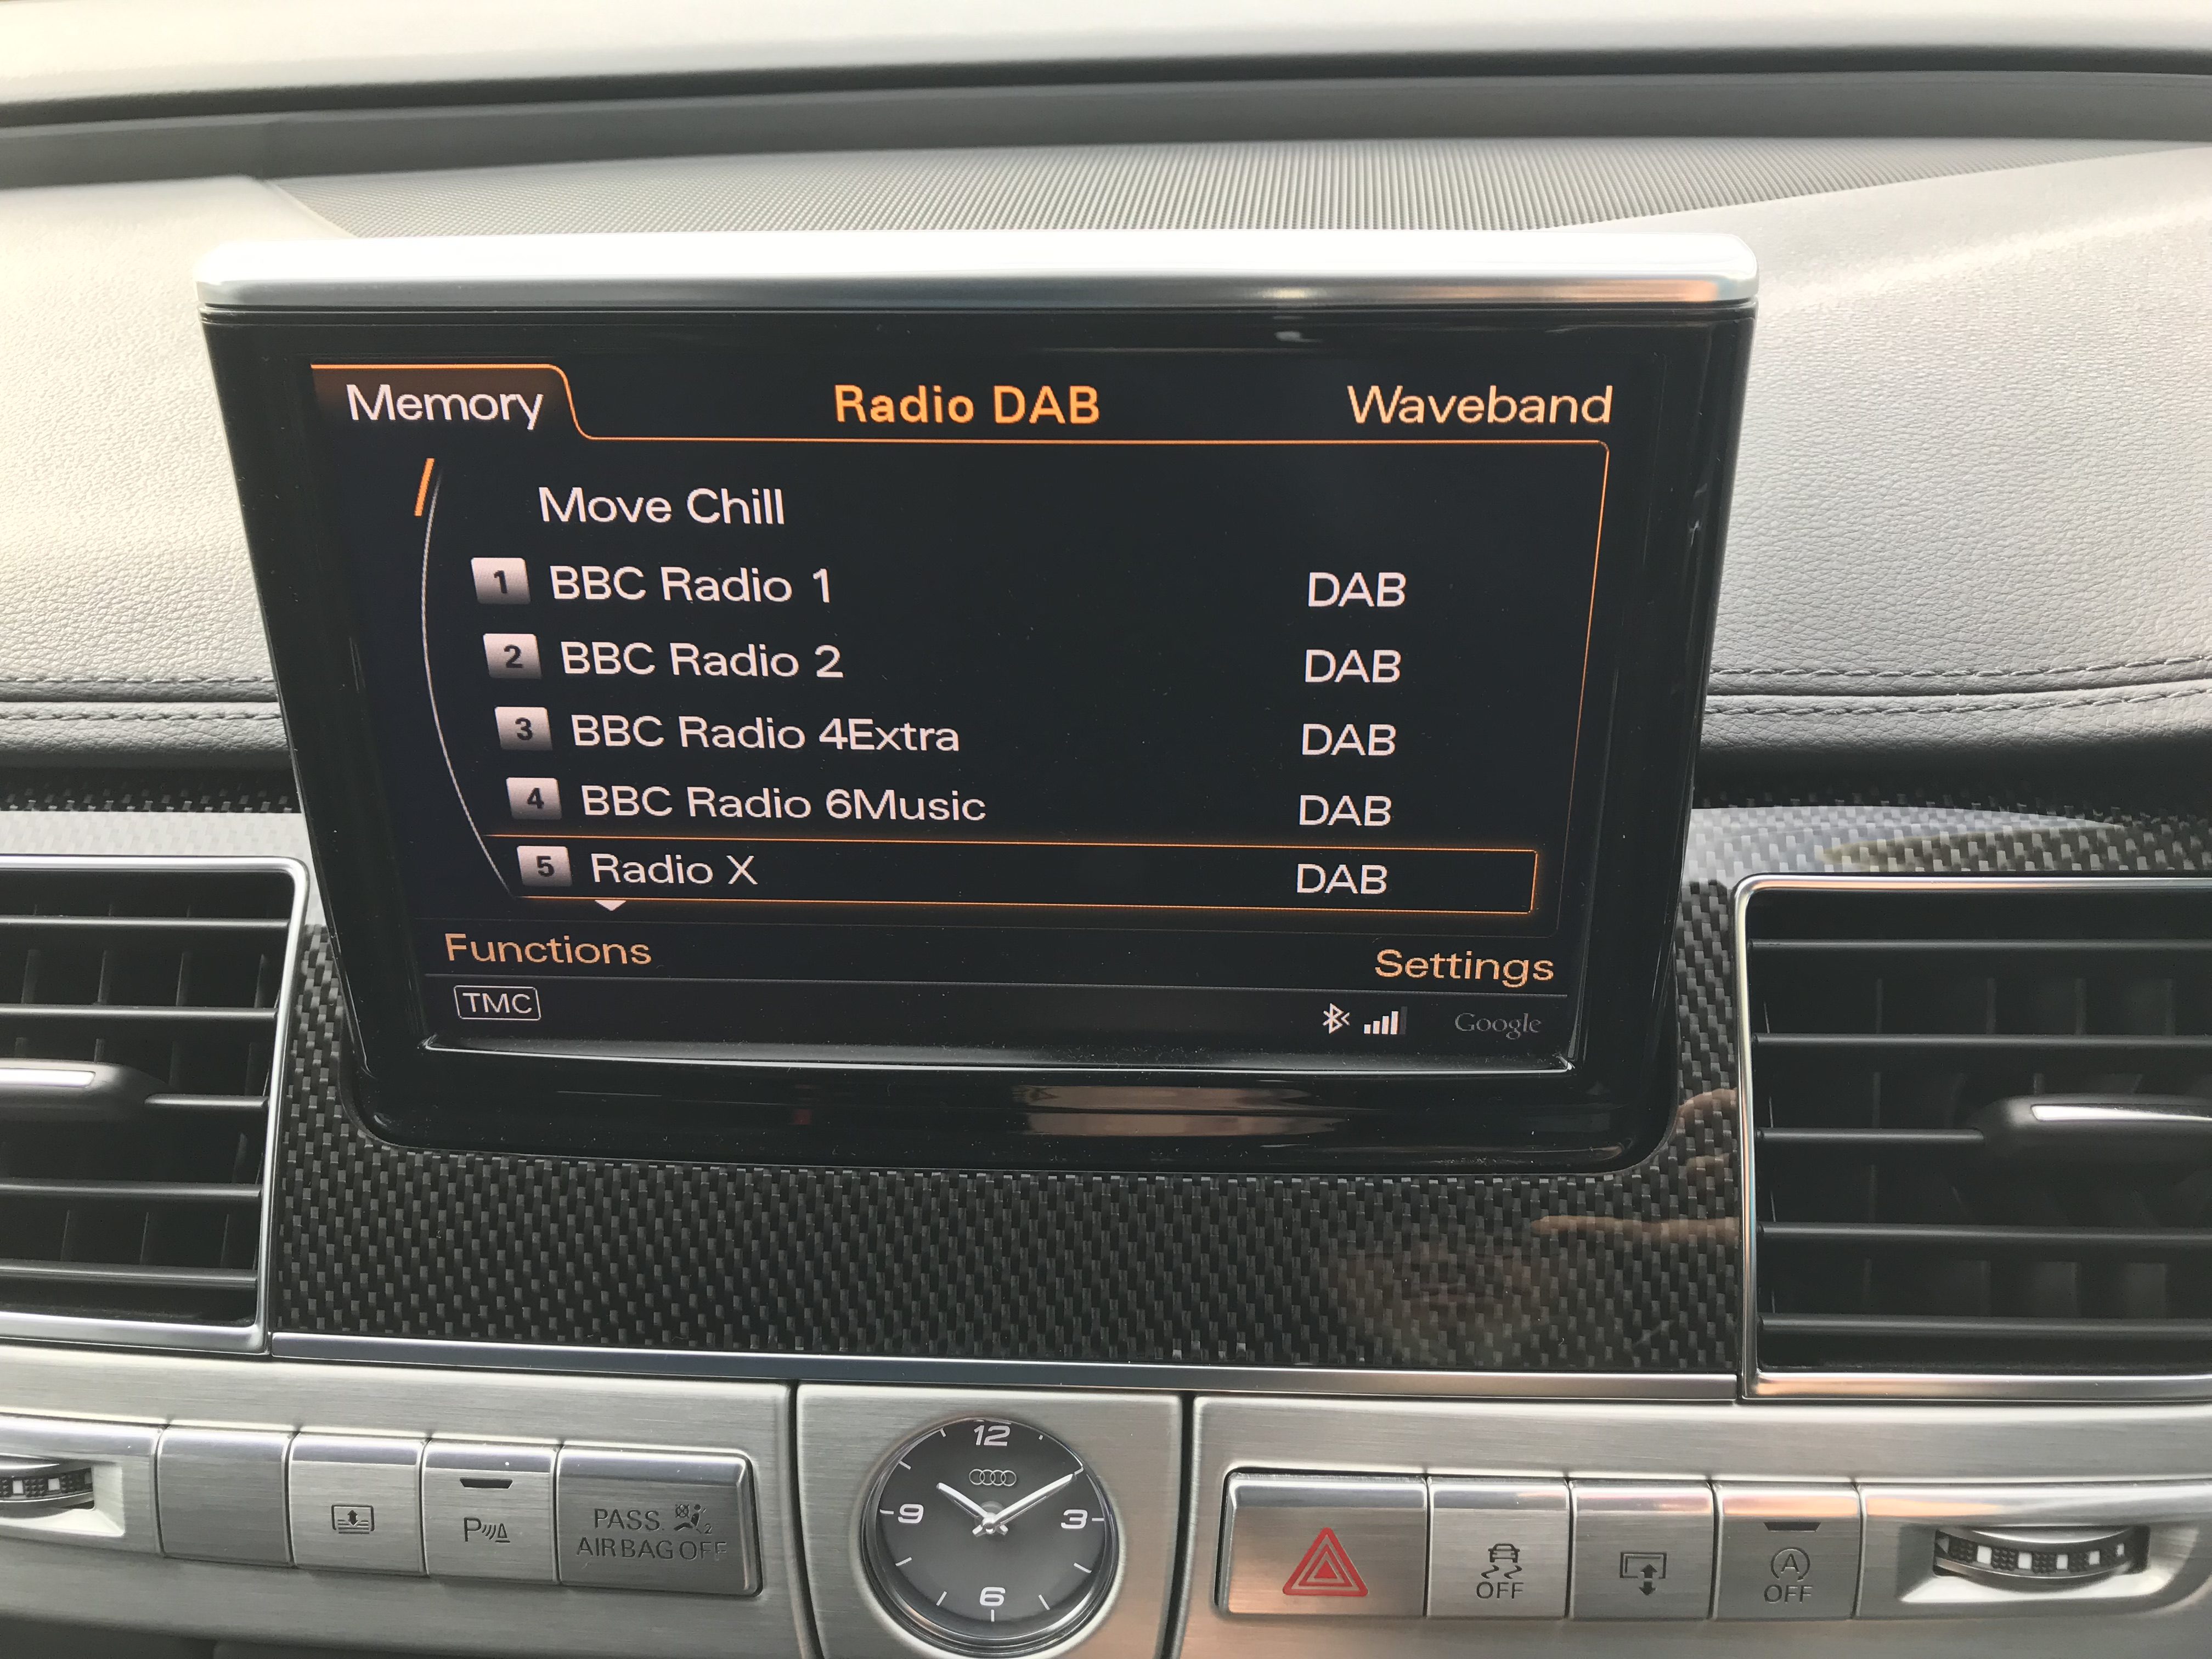 Memory Radio DAB Waveband
Move Chill
1 BBC Radio 1 DAB
2 BBC Radio 2 DAB
3 BBC Radio 4Extra DAB
4 BBC Radio 6Music DAB
5 Radio X DAB
Functions Settings
TMC Google
12
9 3
6
P
PASS.
AIRBAG OFF
2
OFF
A
OFF